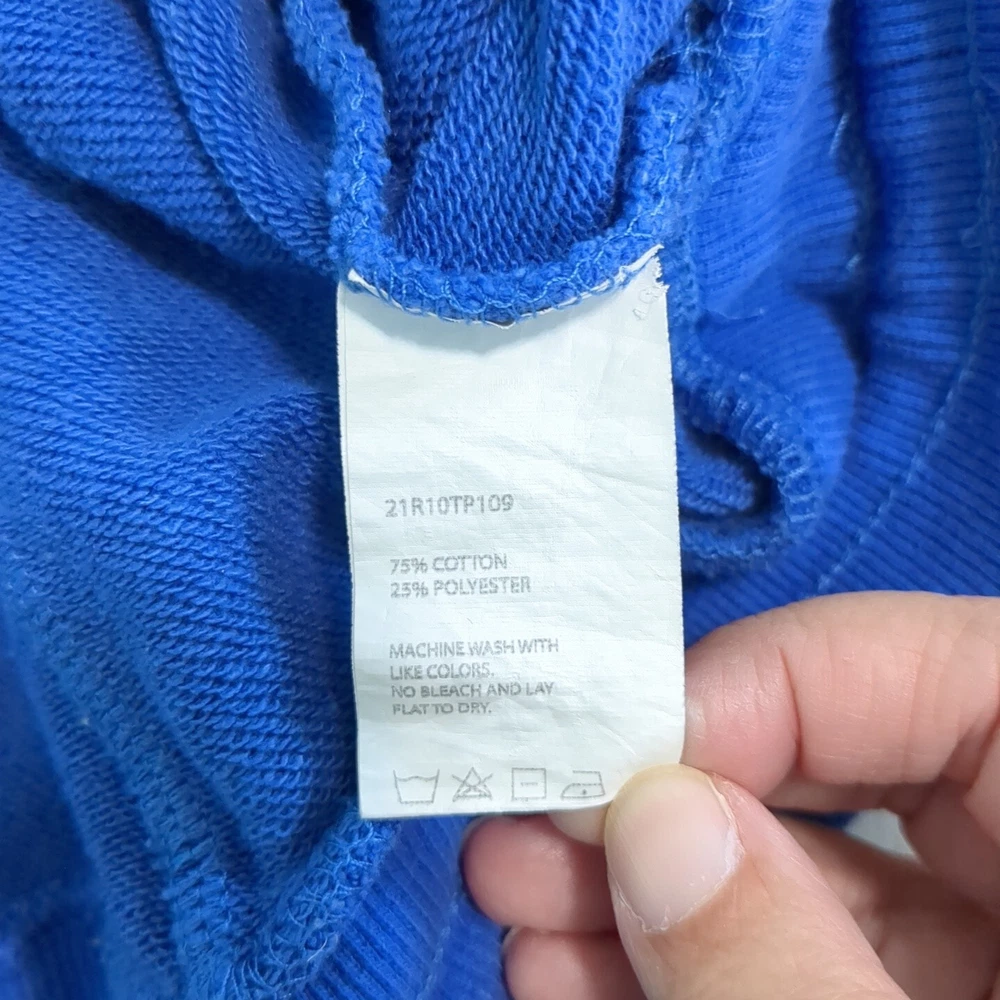 21R10TP109
75% COTTON
25% POLYESTER
MACHINE WASH WITH
LIKE COLORS.
NO BLEACH AND LAY
FLAT TO DRY.